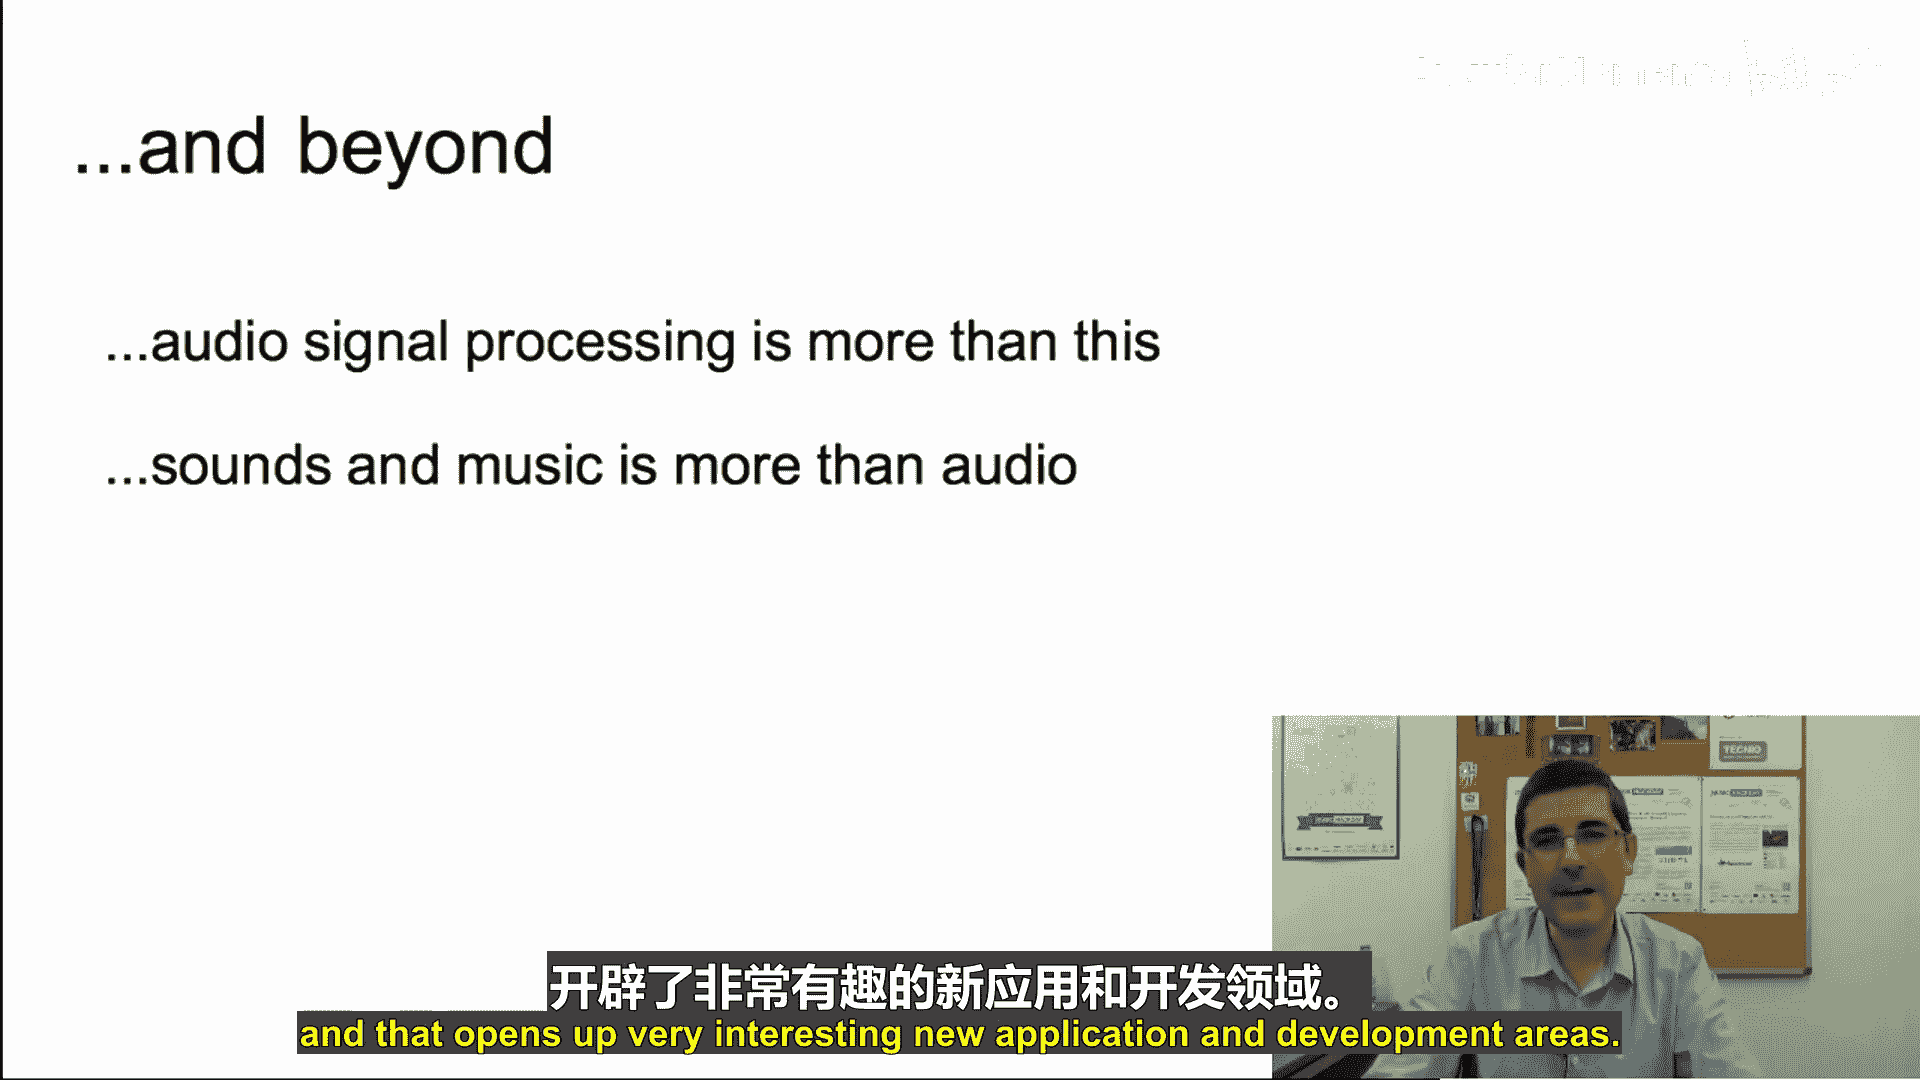 ...and beyond
...audio signal processing is more than this
...sounds and music is more than audio
TECNIO
开辟了非常有趣的新应用和开发领域。
and that opens up very interesting new application and development areas.